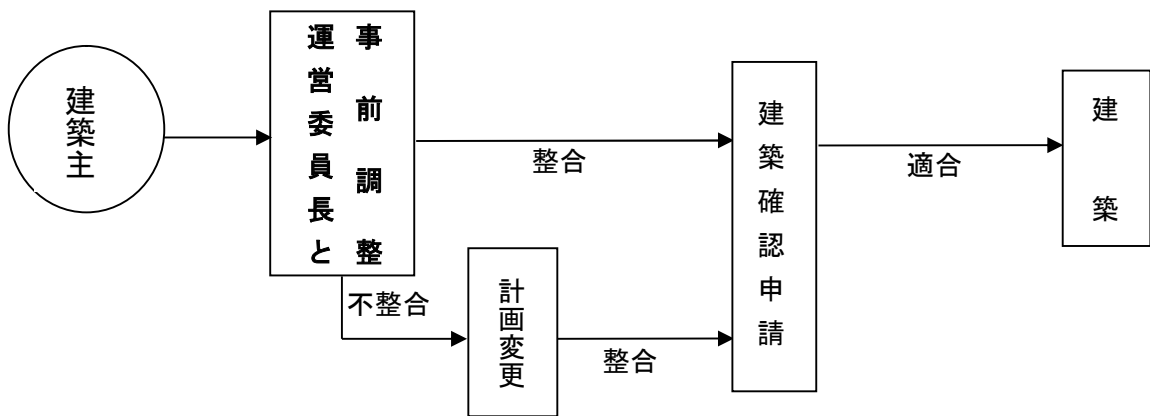 建築主
運営委員長と
事前調整
整合
不整合
計画変更
整合
建築確認申請
適合
建築